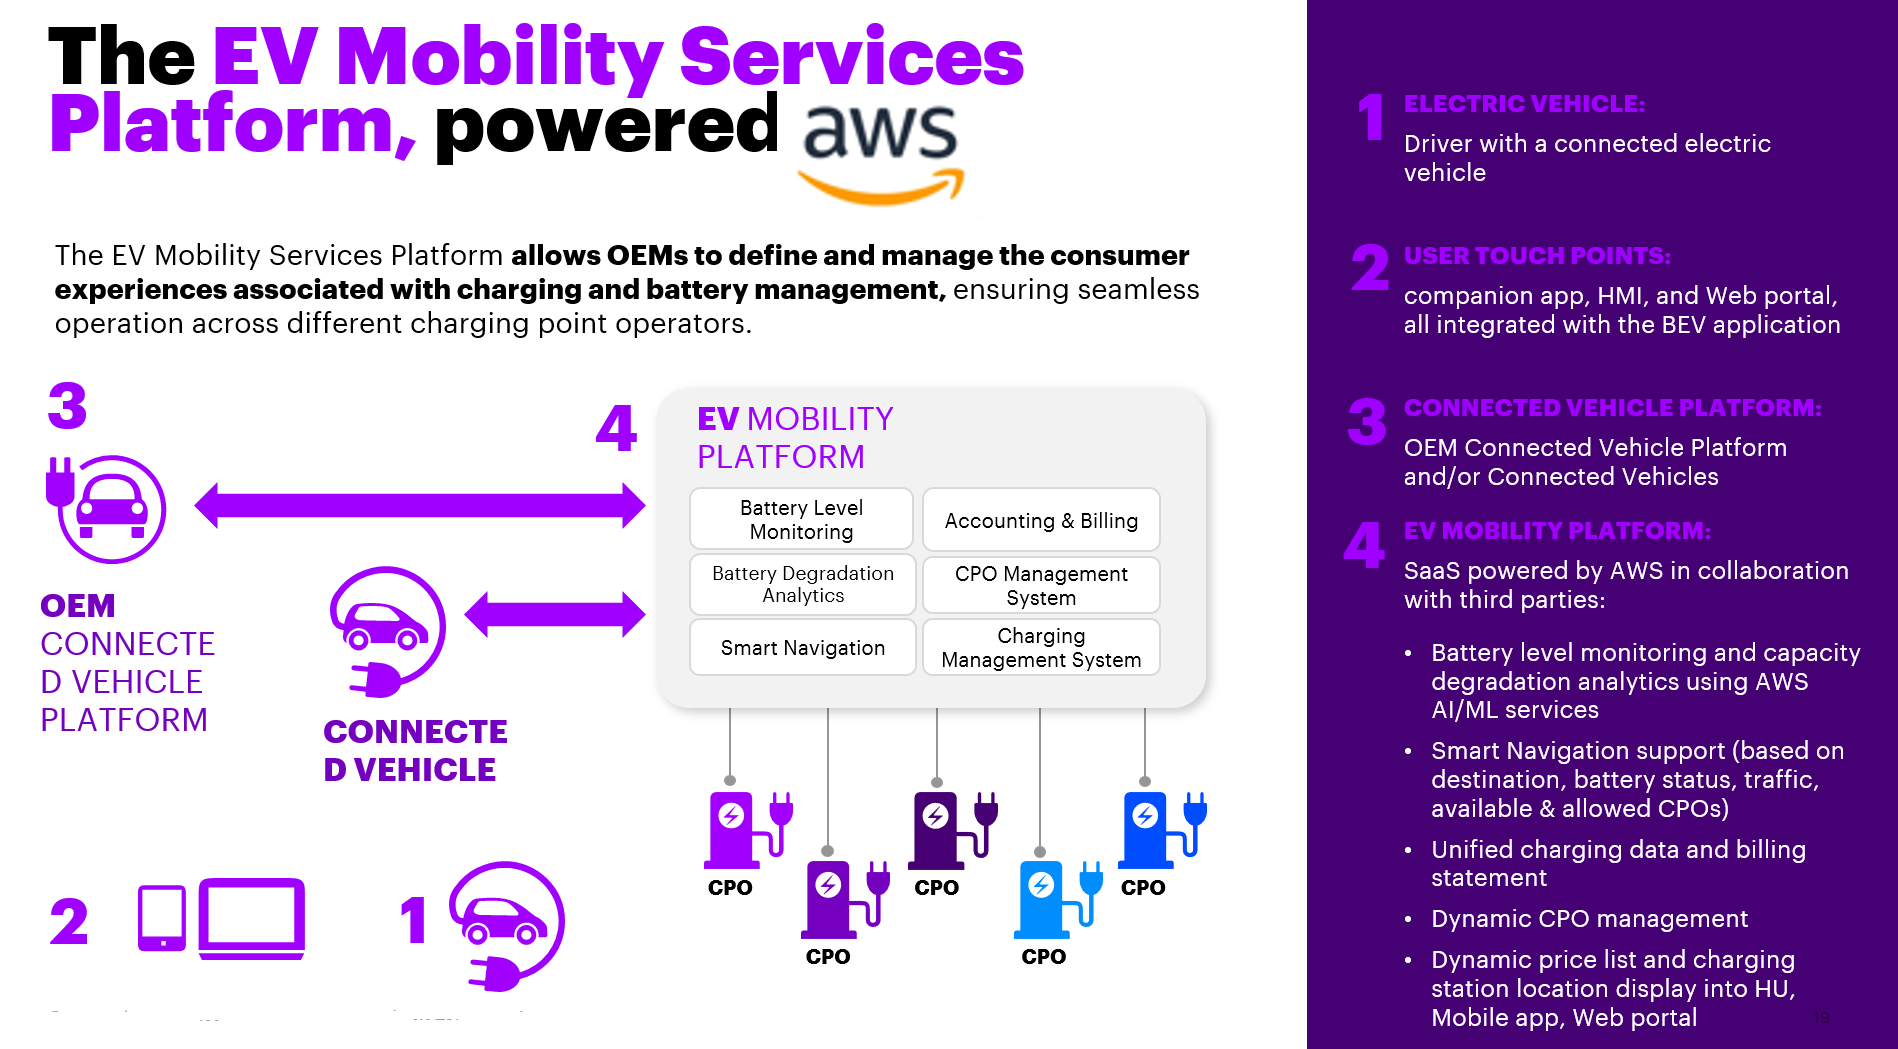 The EV Mobility Services
Platform, powered aws
The EV Mobility Services Platform allows OEMs to define and manage the consumer
experiences associated with charging and battery management, ensuring seamless
operation across different charging point operators.
3
OEM
CONNECTE
D VEHICLE
PLATFORM
CONNECTE
D VEHICLE
2
1
4
EV MOBILITY
PLATFORM
Battery Level
Monitoring
Accounting & Billing
Battery Degradation
Analytics
CPO Management
System
Smart Navigation
Charging
Management System
CPO
CPO
CPO
CPO
CPO
1
ELECTRIC VEHICLE:
Driver with a connected electric
vehicle
2
USER TOUCH POINTS:
companion app, HMI, and Web portal,
all integrated with the BEV application
3
CONNECTED VEHICLE PLATFORM:
OEM Connected Vehicle Platform
and/or Connected Vehicles
4
EV MOBILITY PLATFORM:
SaaS powered by AWS in collaboration
with third parties:
• Battery level monitoring and capacity
degradation analytics using AWS
AI/ML services
• Smart Navigation support (based on
destination, battery status, traffic,
available & allowed CPOs)
• Unified charging data and billing
statement
• Dynamic CPO management
• Dynamic price list and charging
station location display into HU,
Mobile app, Web portal
19